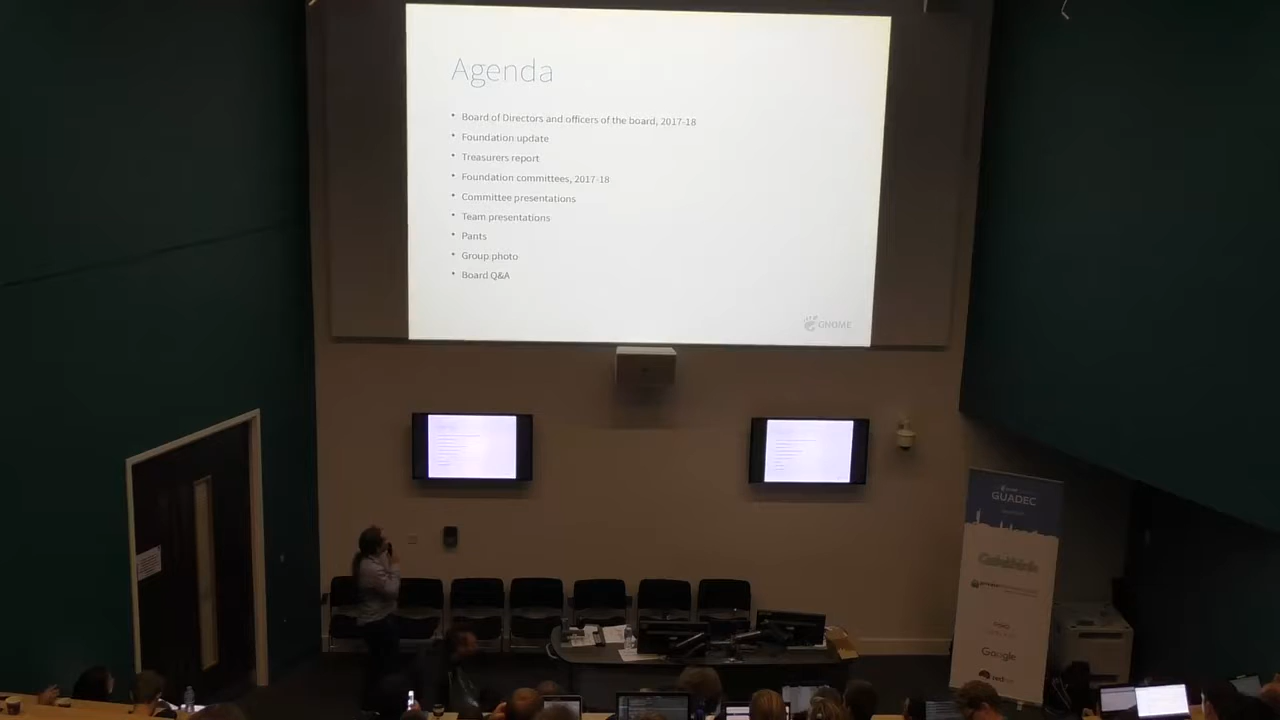 Agenda
• Board of Directors and officers of the board, 2017-18
• Foundation update
• Treasurers report
• Foundation committees, 2017-18
• Committee presentations
• Team presentations
• Pants
• Group photo
• Board Q&A
GNOME
GUADEC
Codethink
Google